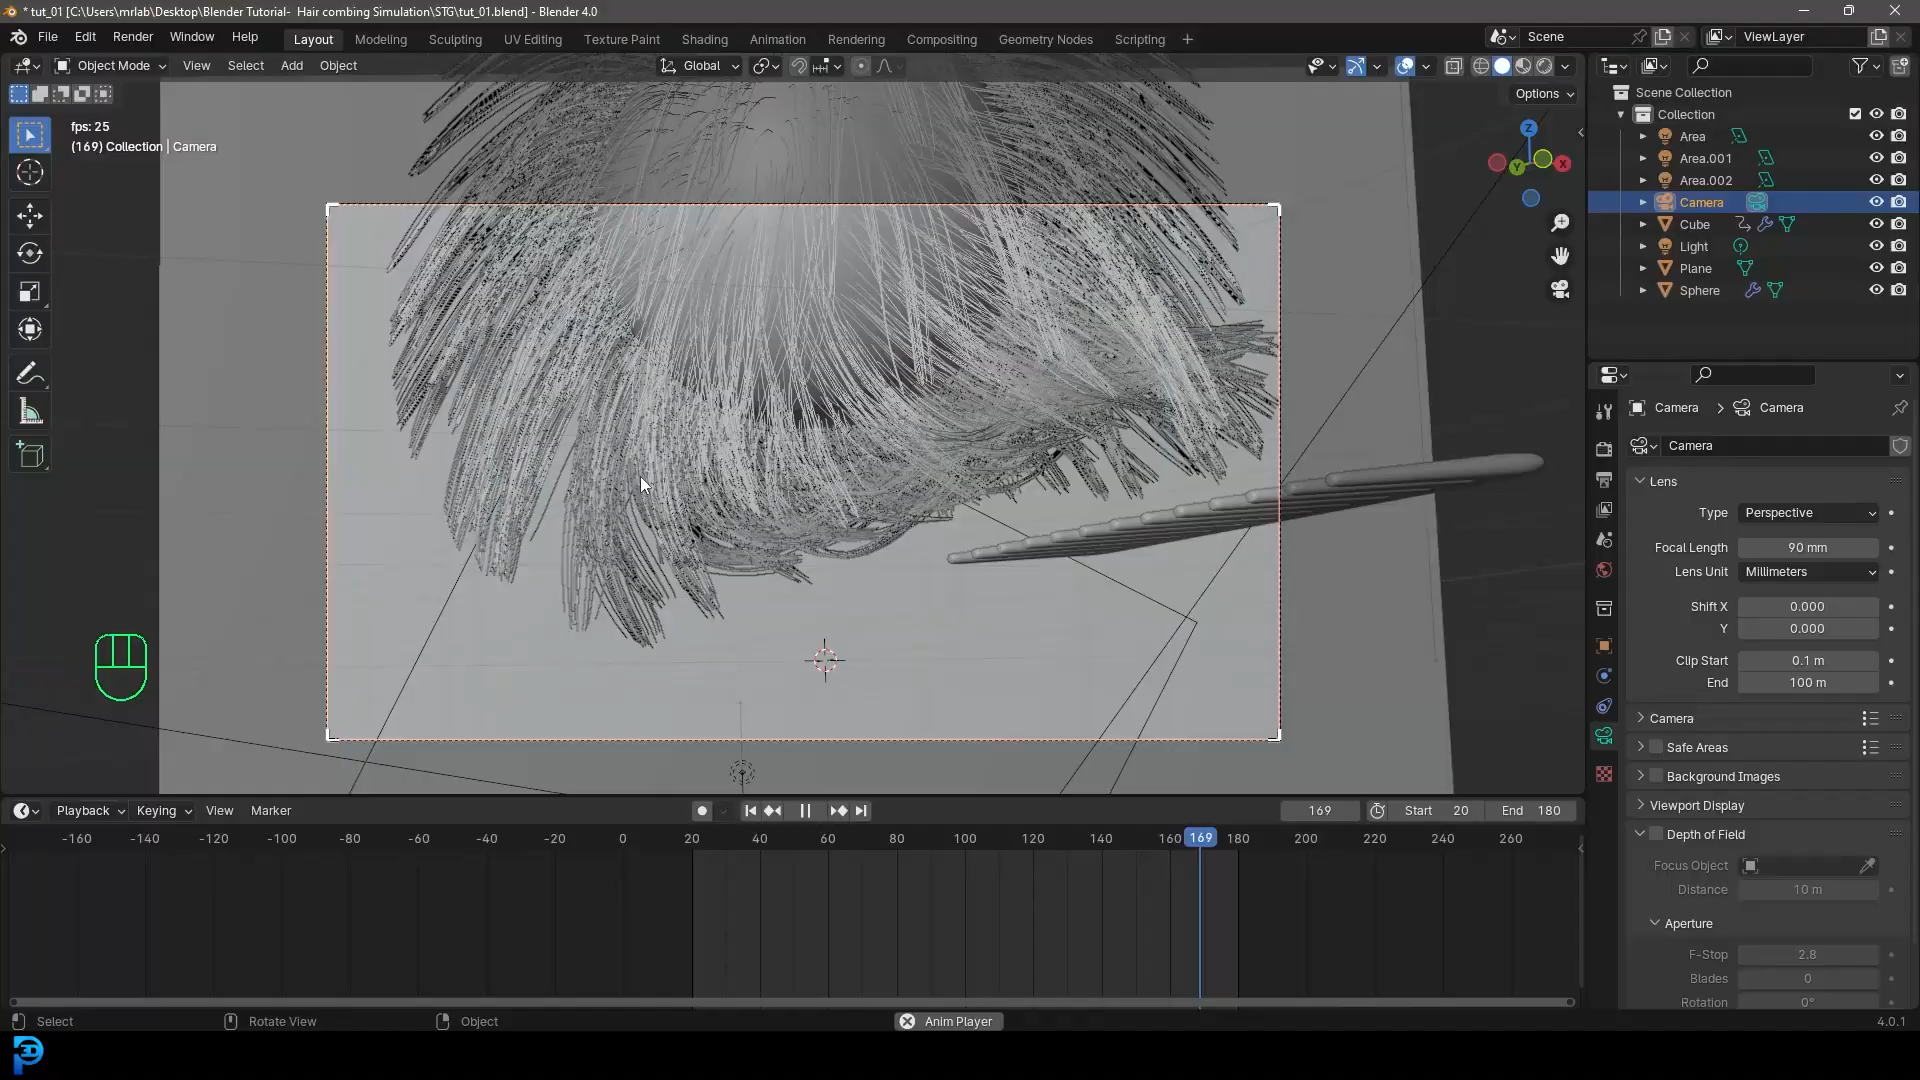 * tut_01 [C:\Users\mrlab\Desktop\Blender Tutorial-  Hair combing Simulation\STG\tut_01.blend] - Blender 4.0
File Edit Render Window Help
Layout Modeling Sculpting UV Editing Texture Paint Shading Animation Rendering Compositing Geometry Nodes Scripting
Scene
ViewLayer
Object Mode View Select Add Object
Global
Options
fps: 25
(169) Collection | Camera
Z
X
Y
Scene Collection
Collection
Area
Area.001
Area.002
Camera
Cube
Light
Plane
Sphere
Camera Camera
Camera
Lens
Type Perspective
Focal Length 90 mm
Lens Unit Millimeters
Shift X 0.000
Y 0.000
Clip Start 0.1 m
End 100 m
Camera
Safe Areas
Background Images
Viewport Display
Depth of Field
Focus Object
Distance 10 m
Aperture
F-Stop 2.8
Blades 0
Rotation 0°
Playback Keying View Marker
169
Start 20
End 180
-160 -140 -120 -100 -80 -60 -40 -20 0 20 40 60 80 100 120 140 160 169 180 200 220 240 260
Select Rotate View Object
Anim Player
4.0.1